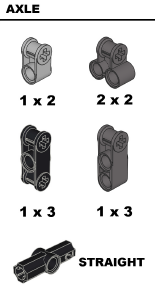 AXLE
1 x 2
2 x 2
1 x 3
1 x 3
STRAIGHT